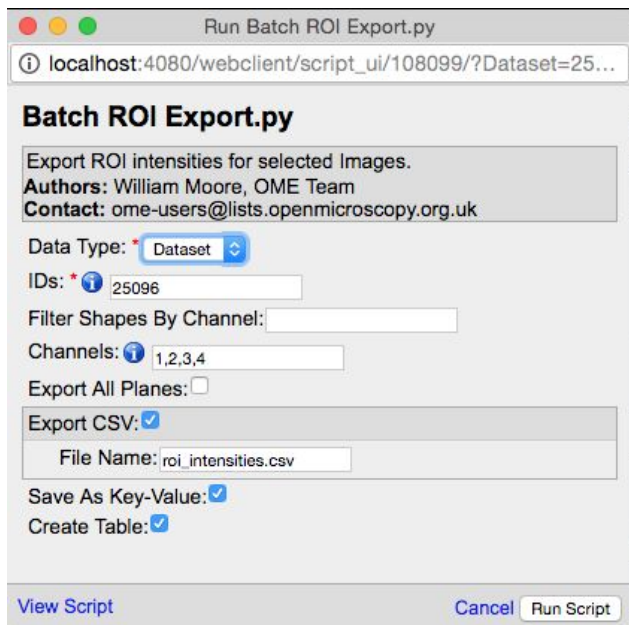 Run Batch ROI Export.py
localhost:4080/webclient/script_ui/108099/?Dataset=25...
Batch ROI Export.py
Export ROI intensities for selected Images.
Authors: William Moore, OME Team
Contact: ome-users@lists.openmicroscopy.org.uk
Data Type: * Dataset
IDs: * 25096
Filter Shapes By Channel:
Channels: 1,2,3,4
Export All Planes:
Export CSV:
File Name: roi_intensities.csv
Save As Key-Value:
Create Table:
View Script Cancel Run Script